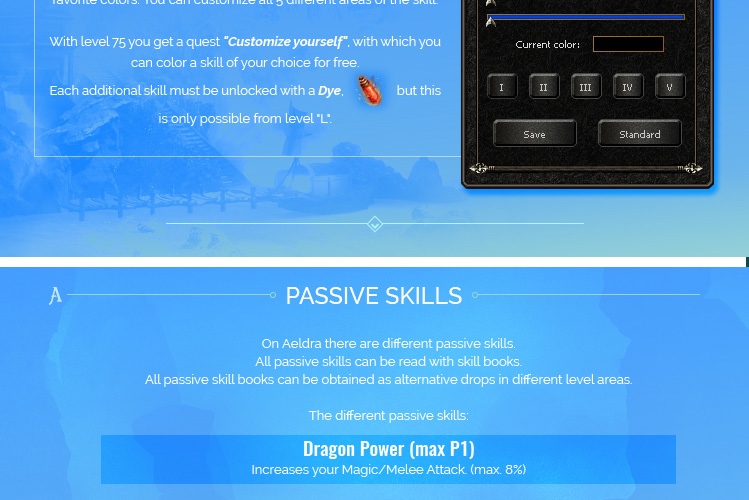 favorite colors. You can customize all 5 different areas of the skill.
With level 75 you get a quest "Customize yourself", with which you
can color a skill of your choice for free.
Each additional skill must be unlocked with a Dye, but this
is only possible from level "L".
Current color:
I II III IV V
Save Standard
PASSIVE SKILLS
On Aeldra there are different passive skills.
All passive skills can be read with skill books.
All passive skill books can be obtained as alternative drops in different level areas.
The different passive skills:
Dragon Power (max P1)
Increases your Magic/Melee Attack. (max. 8%)